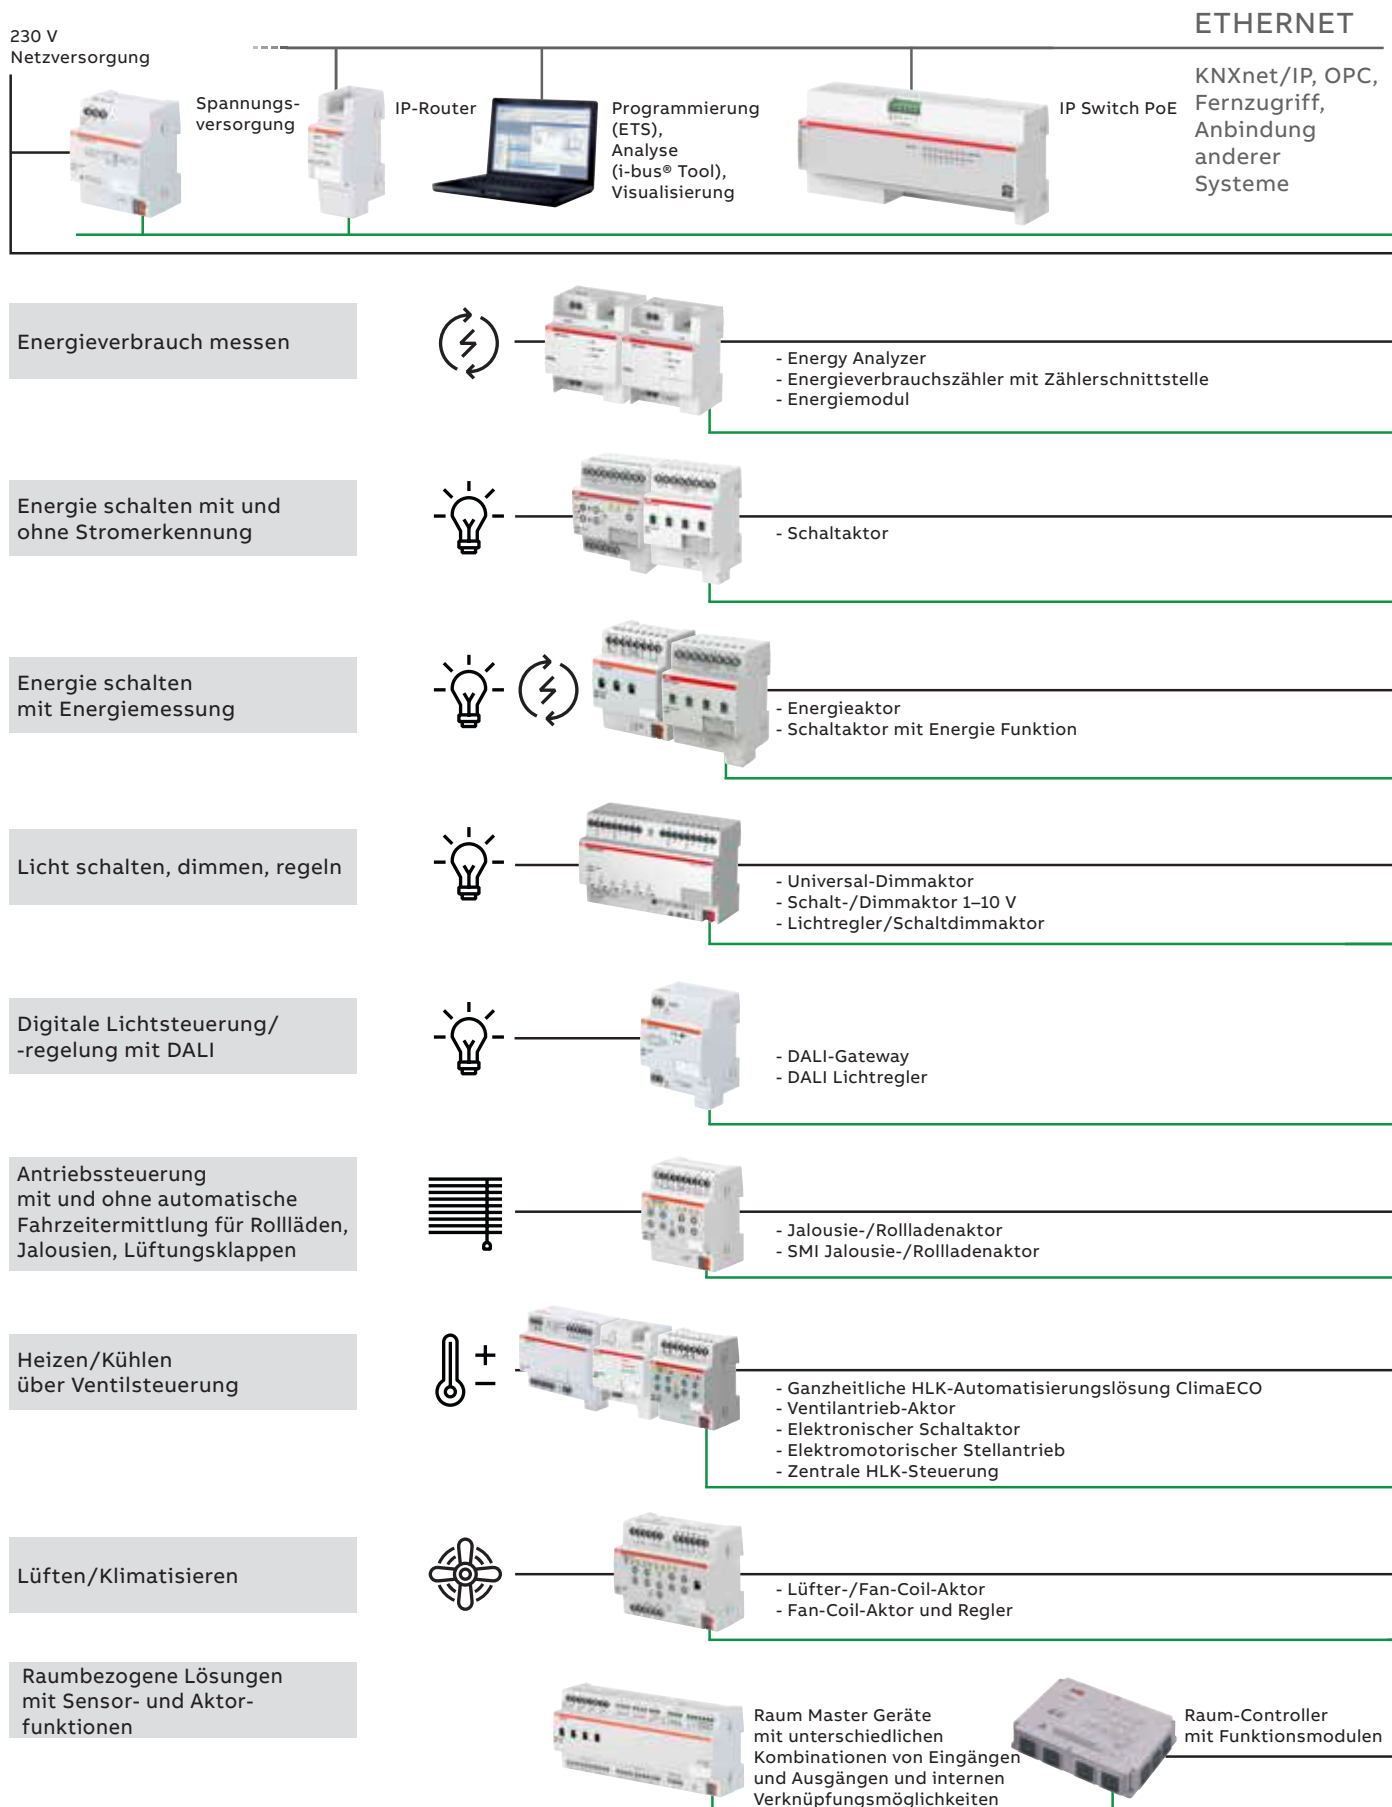 230 V
Netzversorgung
Spannungs-
versorgung
IP-Router
Programmierung
(ETS),
Analyse
(i-bus® Tool),
Visualisierung
IP Switch PoE
ETHERNET
KNXnet/IP, OPC,
Fernzugriff,
Anbindung
anderer
Systeme
Energieverbrauch messen
- Energy Analyzer
- Energieverbrauchszähler mit Zählerschnittstelle
- Energiemodul
Energie schalten mit und
ohne Stromerkennung
- Schaltaktor
Energie schalten
mit Energiemessung
- Energieaktor
- Schaltaktor mit Energie Funktion
Licht schalten, dimmen, regeln
- Universal-Dimmaktor
- Schalt-/Dimmaktor 1–10 V
- Lichtregler/Schaltdimmaktor
Digitale Lichtsteuerung/
-regelung mit DALI
- DALI-Gateway
- DALI Lichtregler
Antriebssteuerung
mit und ohne automatische
Fahrzeitermittlung für Rollläden,
Jalousien, Lüftungsklappen
- Jalousie-/Rollladenaktor
- SMI Jalousie-/Rollladenaktor
Heizen/Kühlen
über Ventilsteuerung
- Ganzheitliche HLK-Automatisierungslösung ClimaECO
- Ventilantrieb-Aktor
- Elektronischer Schaltaktor
- Elektromotorischer Stellantrieb
- Zentrale HLK-Steuerung
Lüften/Klimatisieren
- Lüfter-/Fan-Coil-Aktor
- Fan-Coil-Aktor und Regler
Raumbezogene Lösungen
mit Sensor- und Aktor-
funktionen
Raum Master Geräte
mit unterschiedlichen
Kombinationen von Eingängen
und Ausgängen und internen
Verknüpfungsmöglichkeiten
Raum-Controller
mit Funktionsmodulen